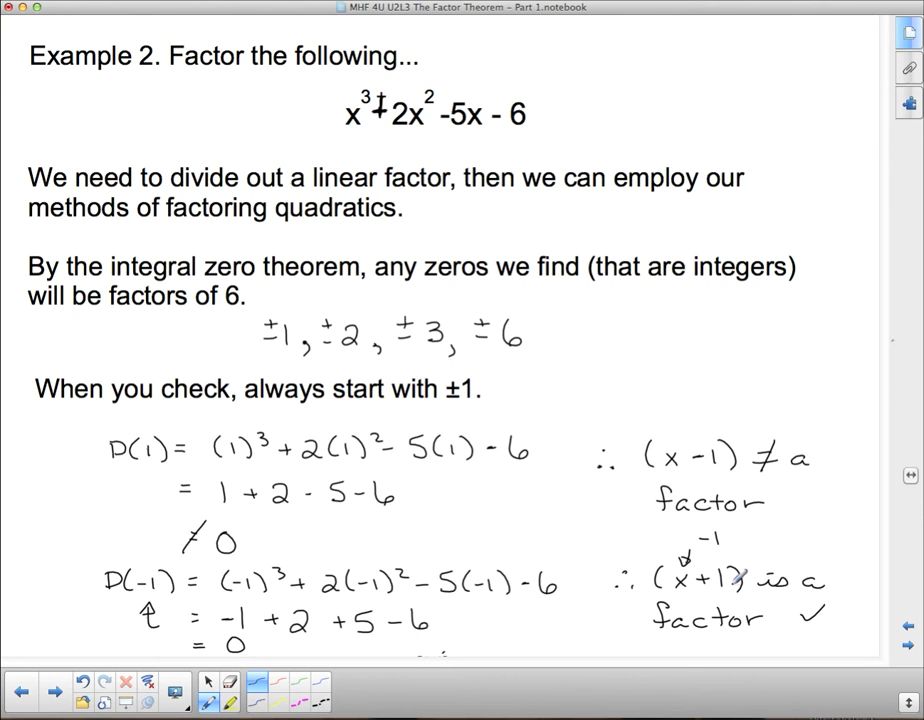 MHF 4U U2L3 The Factor Theorem – Part 1.notebook
Example 2. Factor the following...
x³ + 2x² -5x - 6
We need to divide out a linear factor, then we can employ our
methods of factoring quadratics.
By the integral zero theorem, any zeros we find (that are integers)
will be factors of 6.
±1, ±2, ±3, ±6
When you check, always start with ±1.
P(1) = (1)³ + 2(1)² - 5(1) - 6
= 1 + 2 - 5 - 6
≠ 0
∴ (x - 1) ≠ a
factor
P(-1) = (-1)³ + 2(-1)² - 5(-1) - 6
↑ = -1 + 2 + 5 - 6
= 0
-1
∴ (x + 1) is a
factor ✓